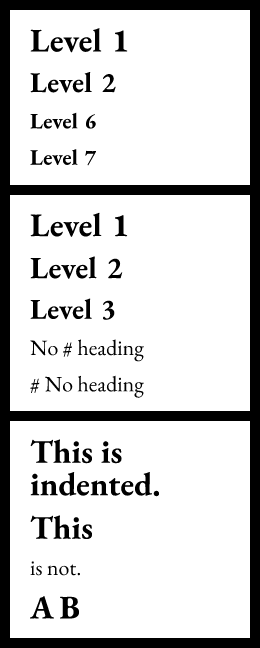 Level 1
Level 2
Level 6
Level 7
Level 1
Level 2
Level 3
No # heading
# No heading
This is
indented.
This
is not.
A B